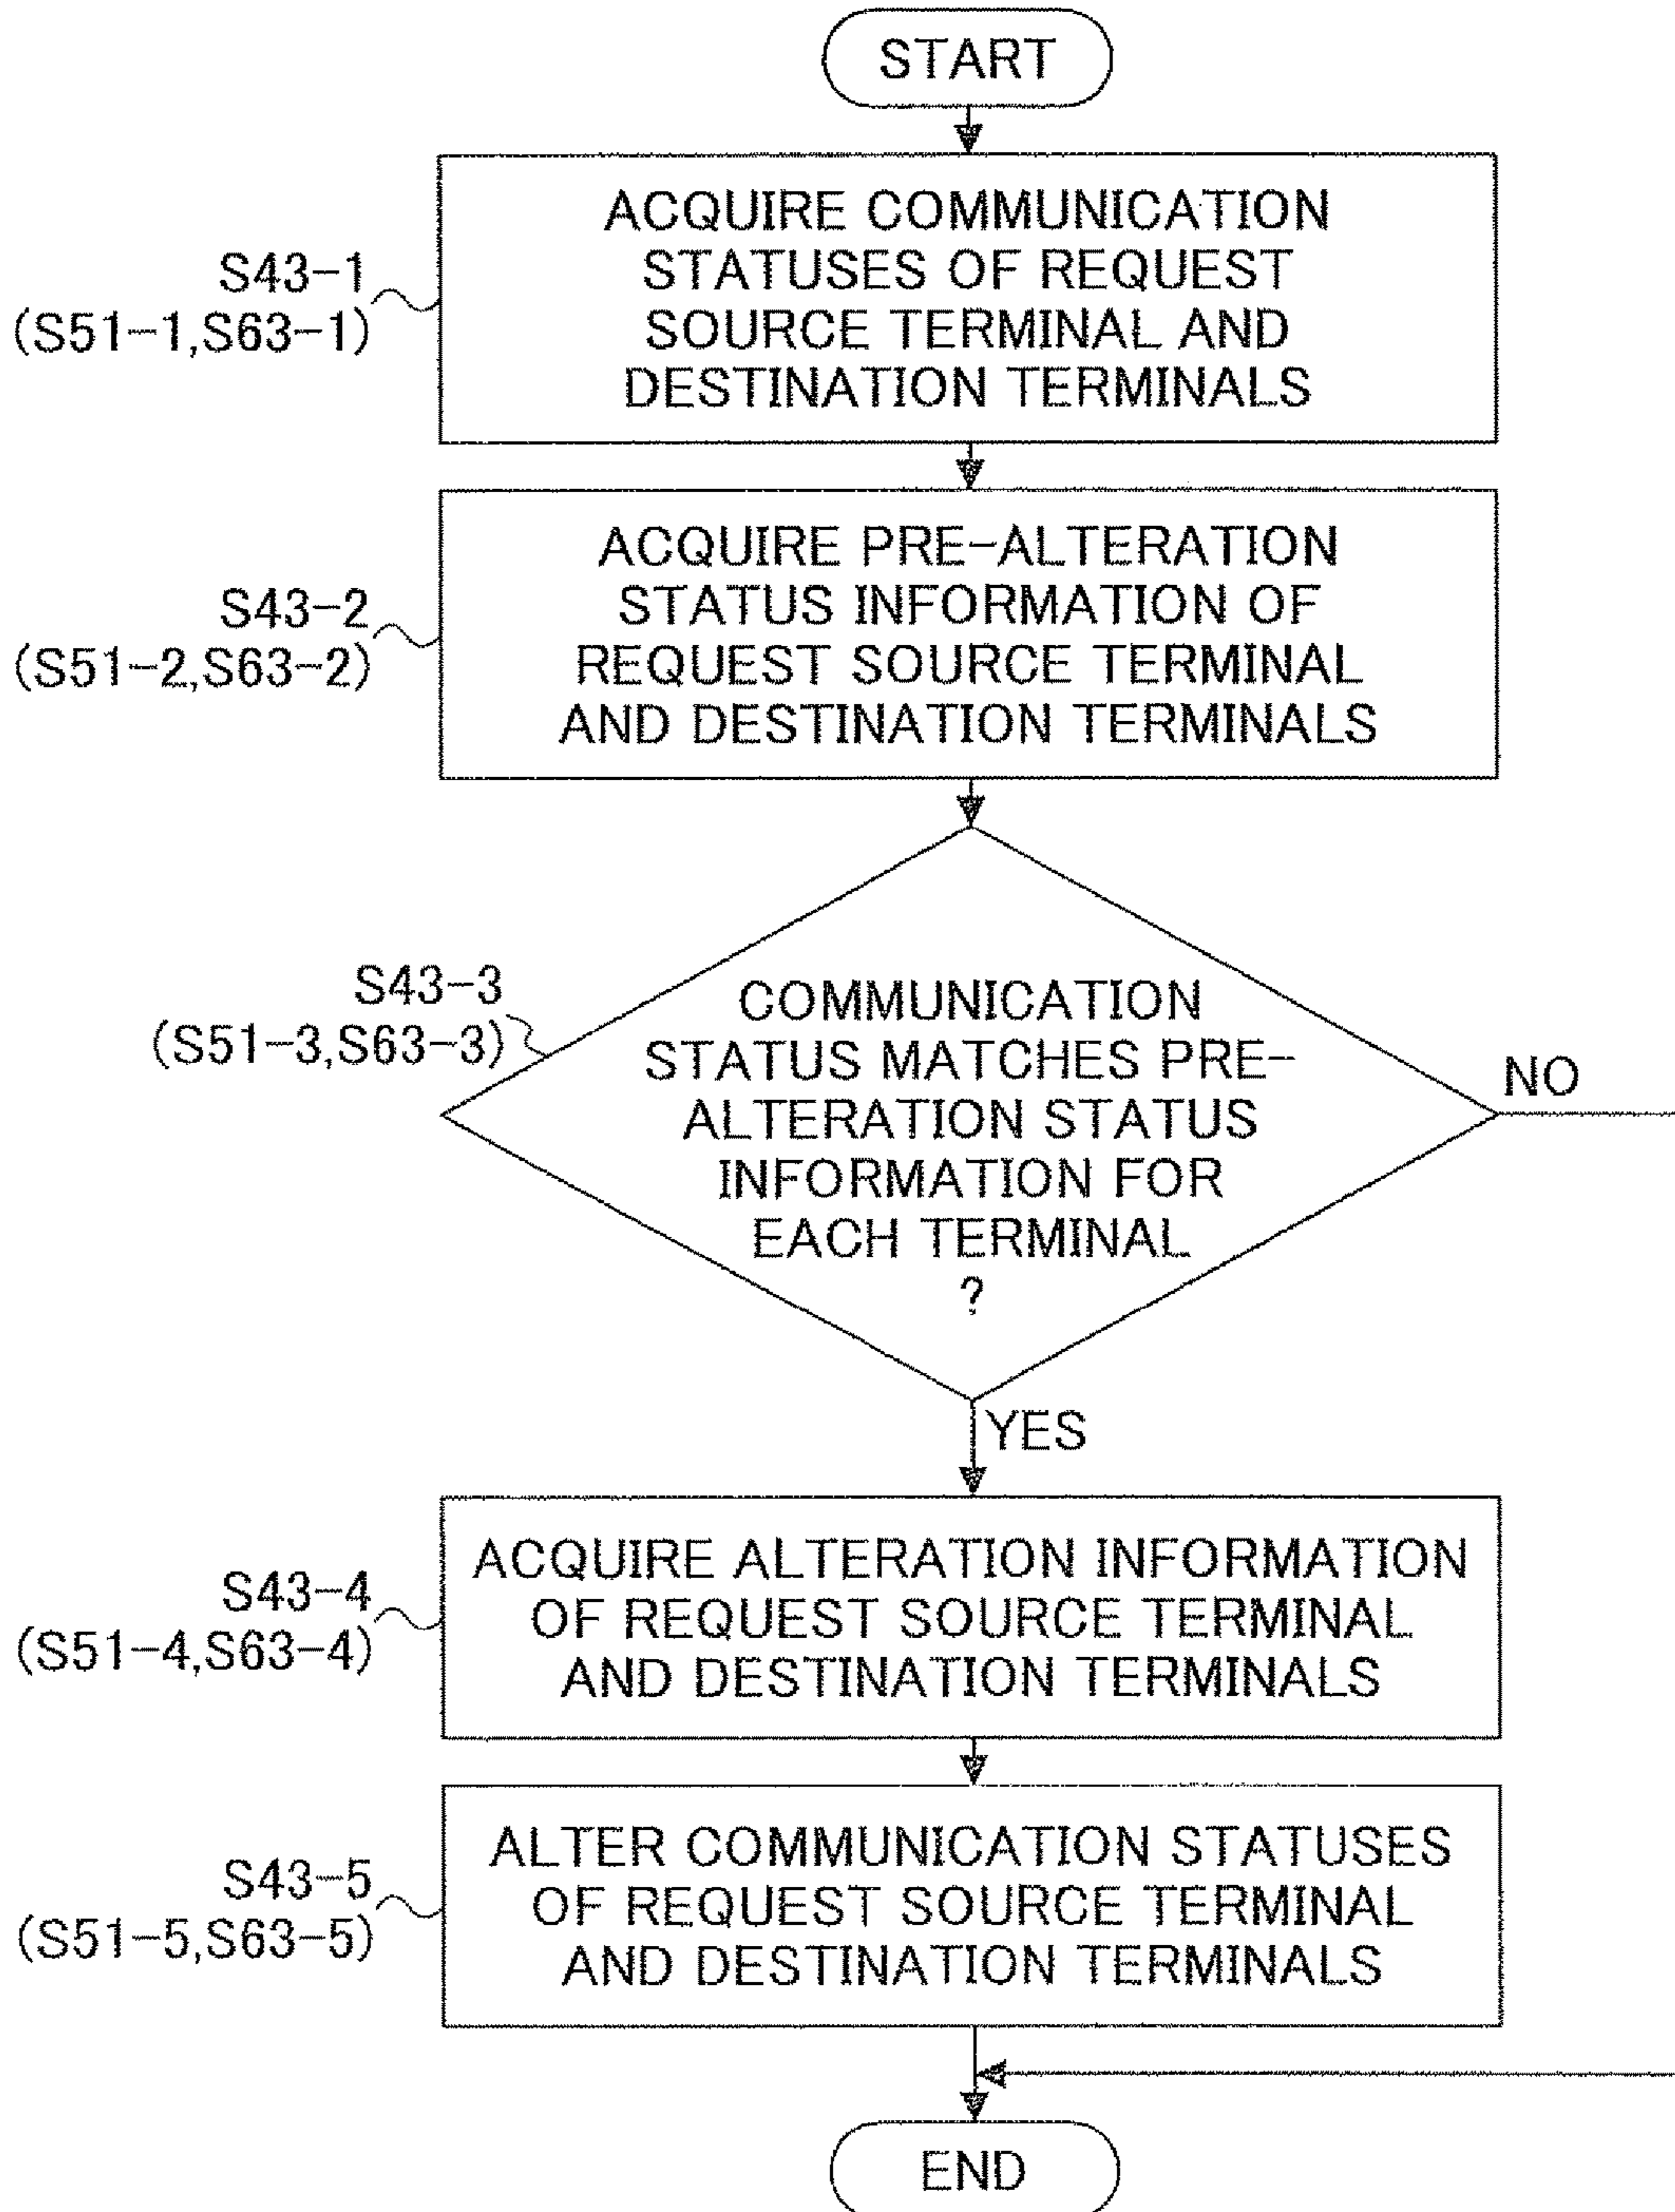 START
ACQUIRE COMMUNICATION
STATUSES OF REQUEST
SOURCE TERMINAL AND
DESTINATION TERMINALS
S43-1
(S51-1,S63-1)
ACQUIRE PRE-ALTERATION
STATUS INFORMATION OF
REQUEST SOURCE TERMINAL
AND DESTINATION TERMINALS
S43-2
(S51-2,S63-2)
S43-3
(S51-3,S63-3)
COMMUNICATION
STATUS MATCHES PRE-
ALTERATION STATUS
INFORMATION FOR
EACH TERMINAL
?
NO
YES
ACQUIRE ALTERATION INFORMATION
OF REQUEST SOURCE TERMINAL
AND DESTINATION TERMINALS
S43-4
(S51-4,S63-4)
ALTER COMMUNICATION STATUSES
OF REQUEST SOURCE TERMINAL
AND DESTINATION TERMINALS
S43-5
(S51-5,S63-5)
END